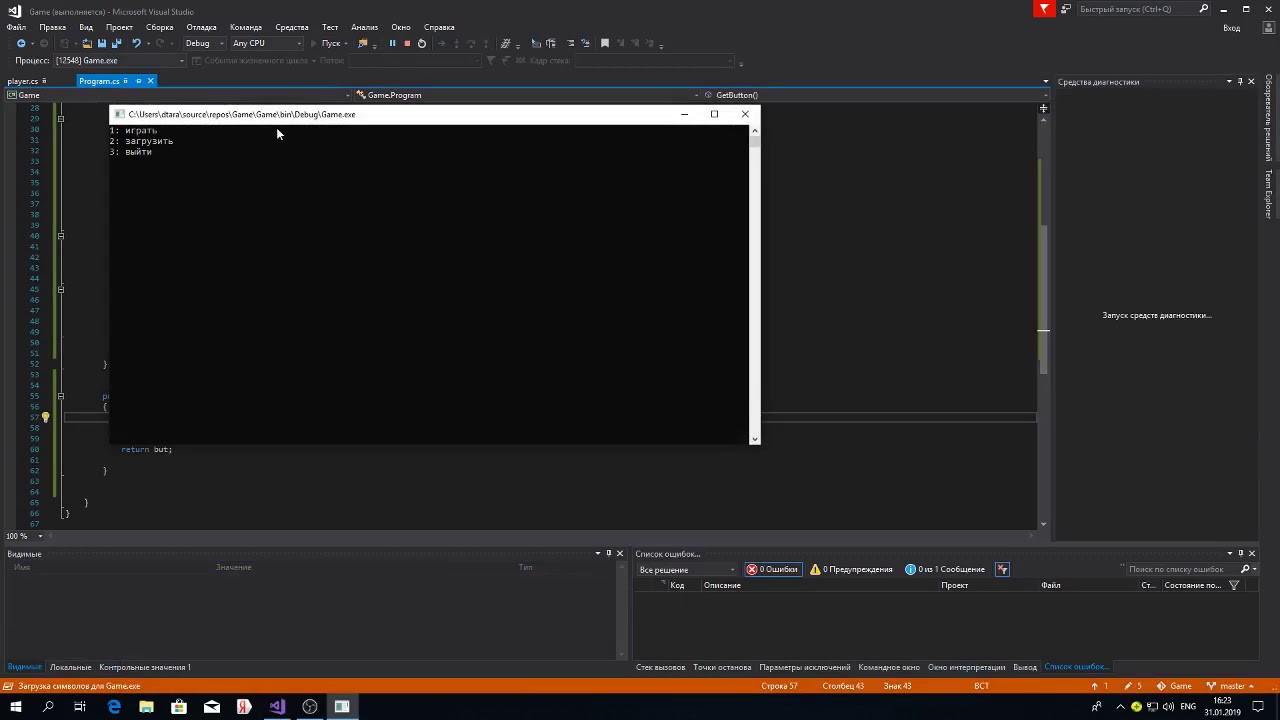 Game (выполняется) - Microsoft Visual Studio
Быстрый запуск (Ctrl+Q)
Файл Правка Вид Проект Сборка Отладка Команда Средства Тест Анализ Окно Справка
Вход
Debug Any CPU Пуск
Процесс: [12548] Game.exe События жизненного цикла Поток: Кадр стека:
player.cs Program.cs
Средства диагностики
Game Game.Program GetButton()
C:\Users\dtara\source\repos\Game\Game\bin\Debug\Game.exe
1: играть
2: загрузить
3: выйти
28
29
30
31
32
33
34
35
36
37
38
39
40
41
42
43
44
45
46
47
48
49
50
51
52 }
53
54
55
56 {
57
58
59
60 return but;
61
62 }
63
64
65 }
66 }
67
Запуск средств диагностики...
Обозреватель решений
Team Explorer
100 %
Видимые
Имя Значение Тип
Видимые Локальные Контрольные значения 1
Список ошибок...
Все решение 0 Ошибки 0 Предупреждения 0 из 1 Сообщение Поиск по списку ошибок
Код Описание Проект Файл Ст... Состояние по...
Стек вызовов Точки останова Параметры исключений Командное окно Окно интерпретации Вывод Список ошибок...
Загрузка символов для Game.exe
Строка 57 Столбец 43 Знак 43 ВСТ 1 5 Game master
ENG
16:23
31.01.2019